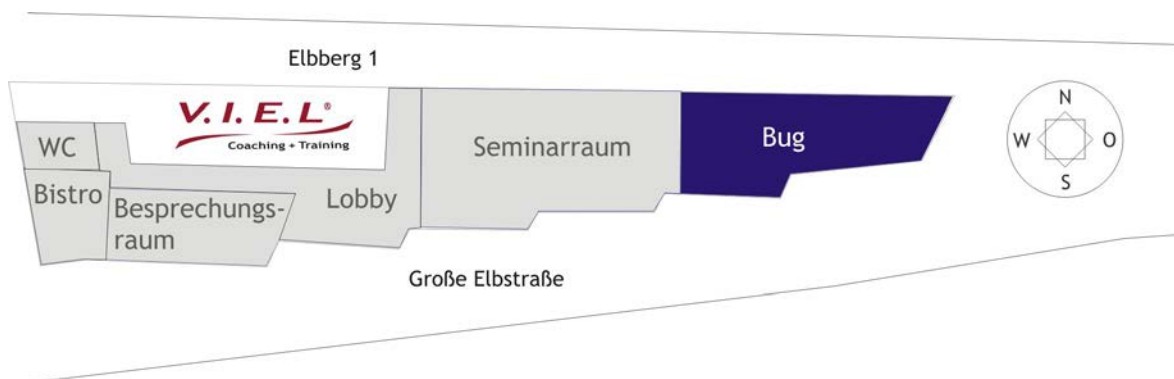 Elbberg 1
V.I.E.L®
Coaching + Training
WC
Bistro
Besprechungs-
raum
Lobby
Seminarraum
Bug
Große Elbstraße
N
W O
S